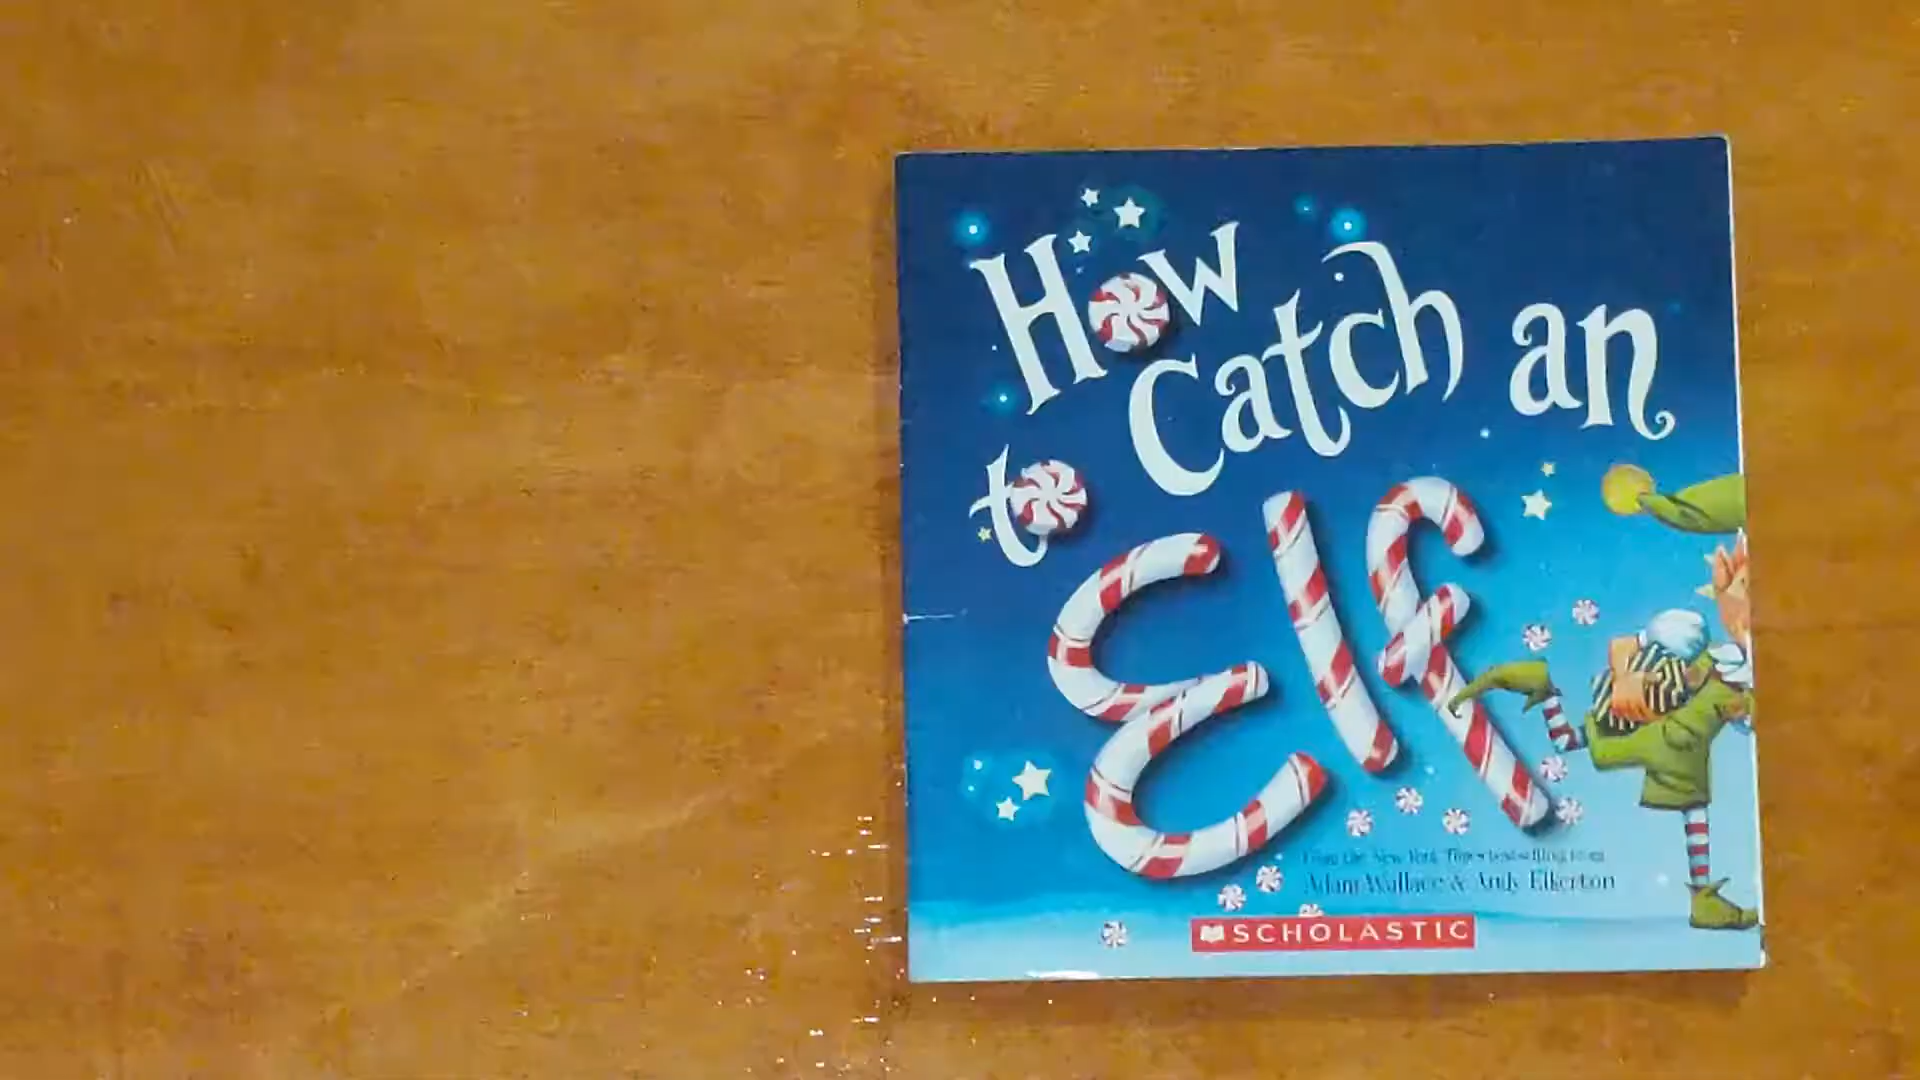 How
to Catch an
Elf
From the New York Times bestselling team
Adam Wallace & Andy Elkerton
SCHOLASTIC